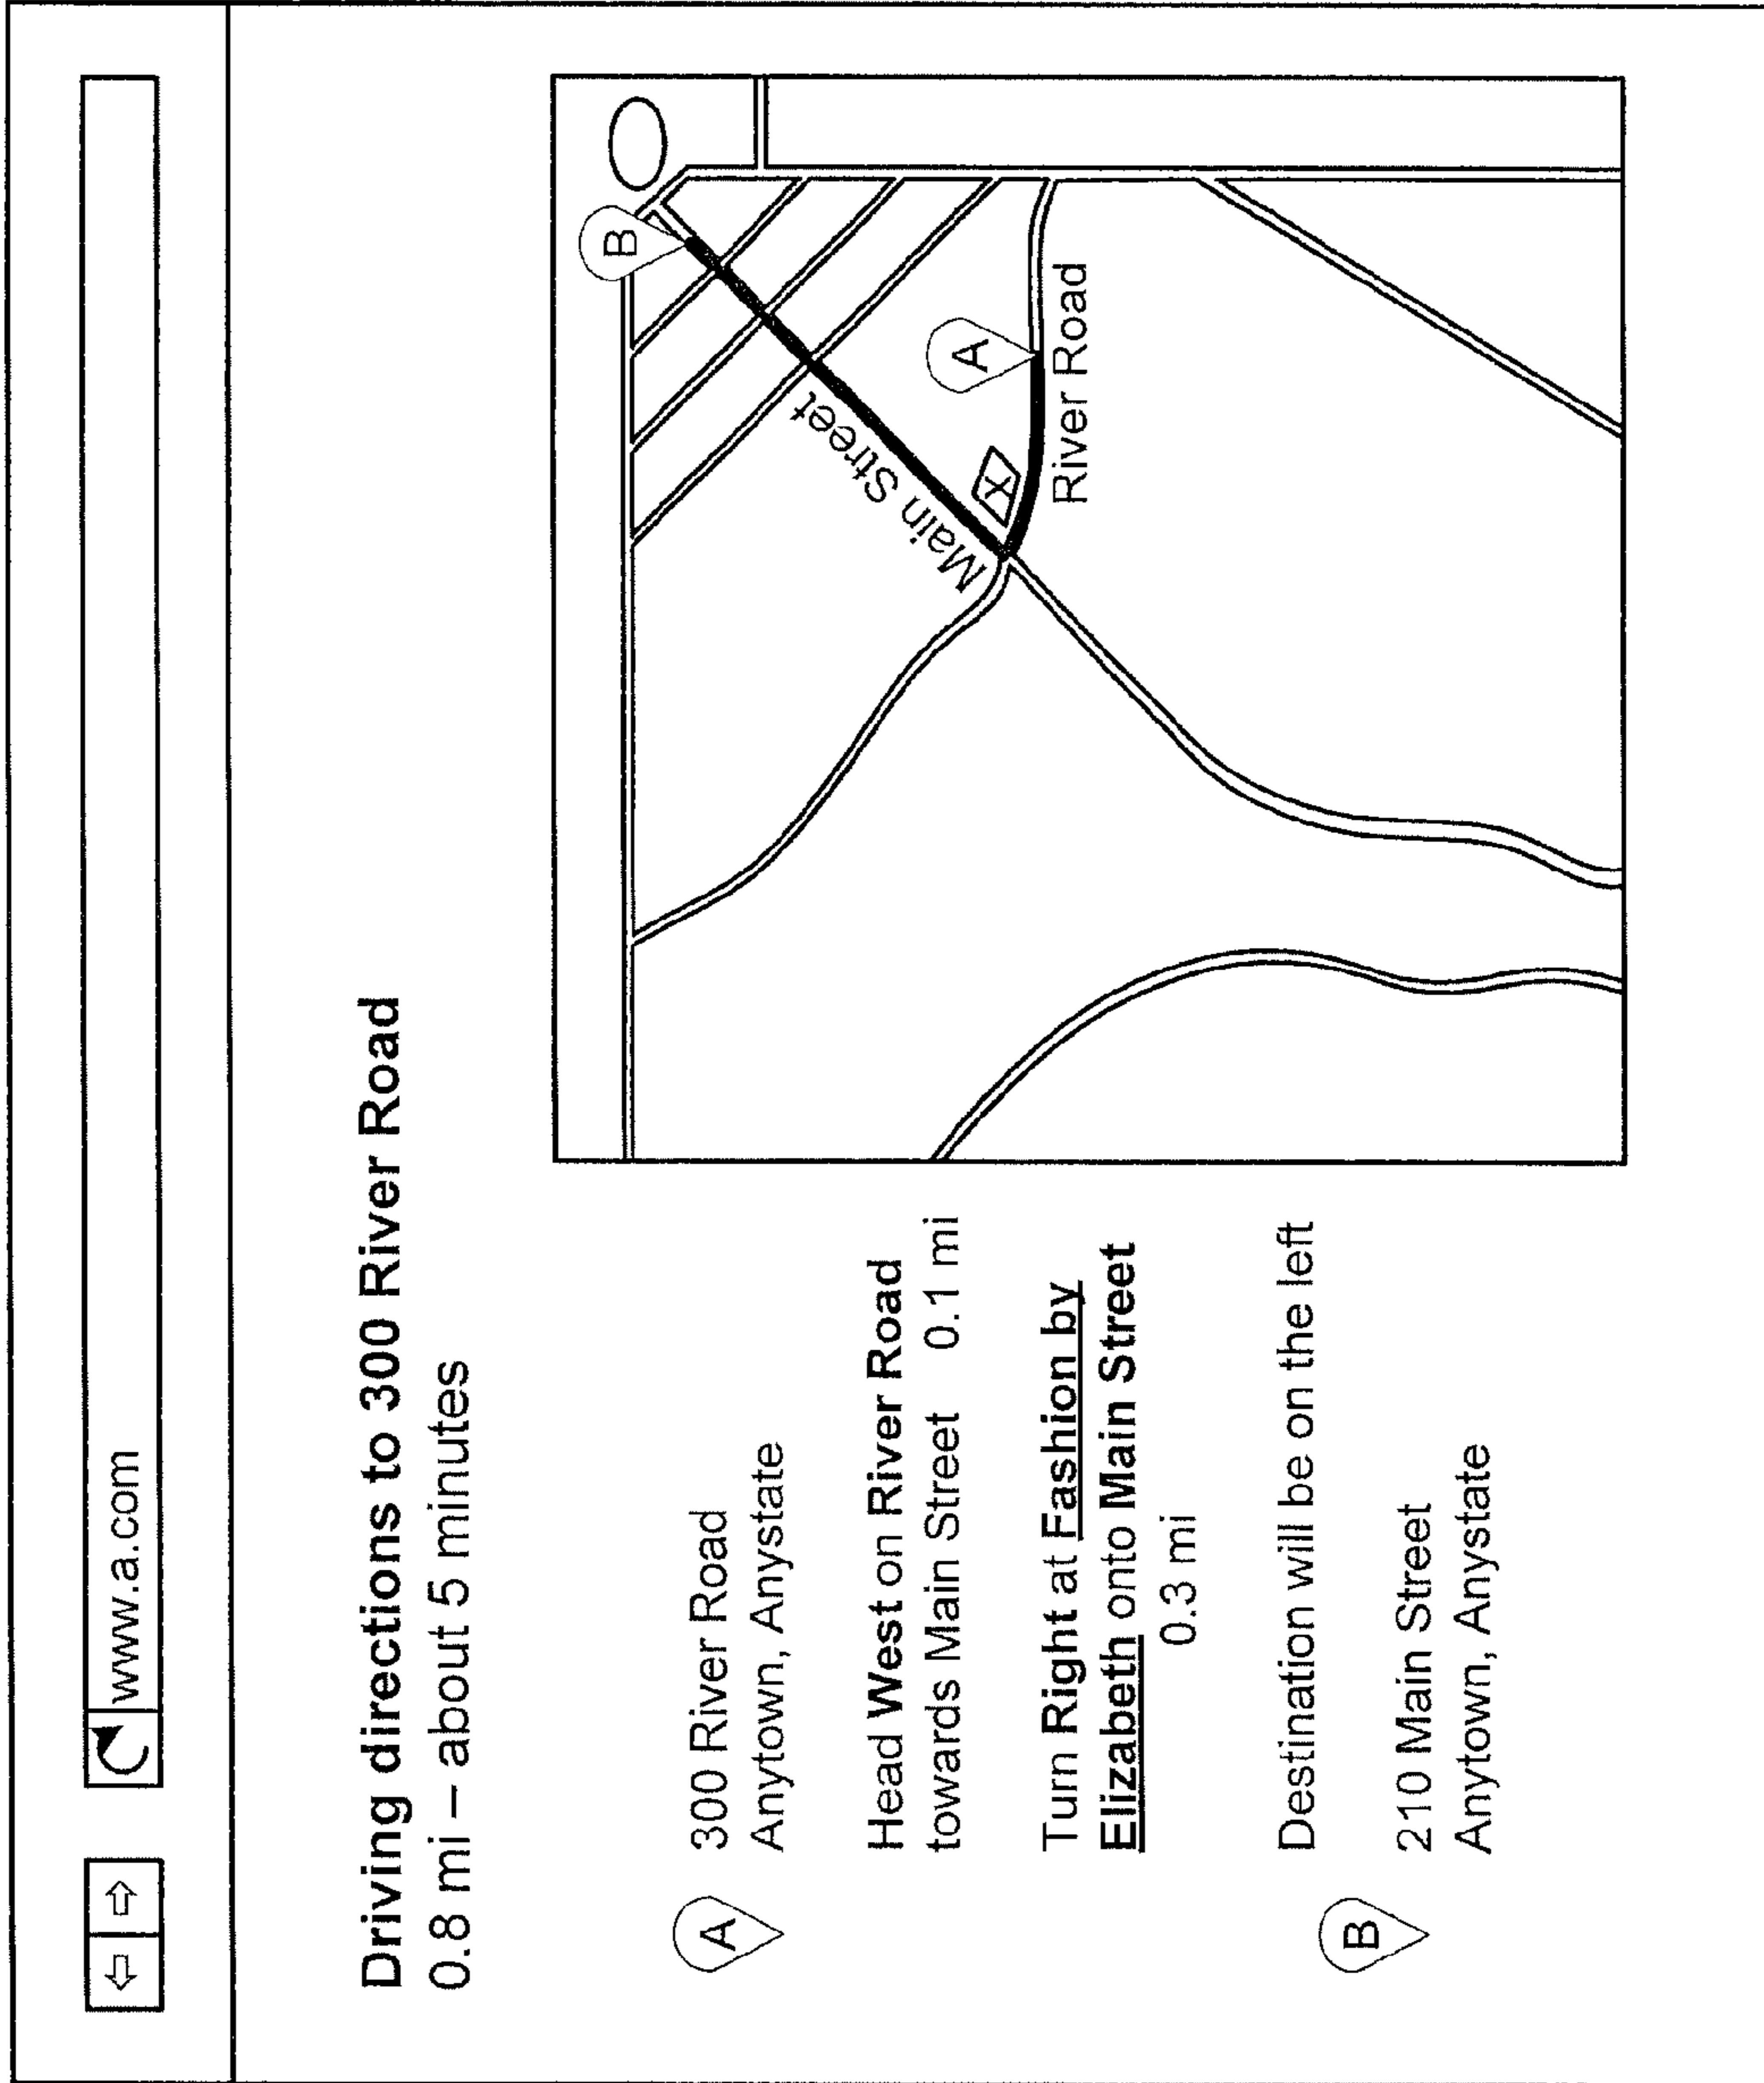 www.a.com
Driving directions to 300 River Road
0.8 mi – about 5 minutes
A
300 River Road
Anytown, Anystate
Head West on River Road
towards Main Street 0.1 mi
Turn Right at Fashion by
Elizabeth onto Main Street
0.3 mi
Destination will be on the left
B
210 Main Street
Anytown, Anystate
B
Main Street
A
X
River Road